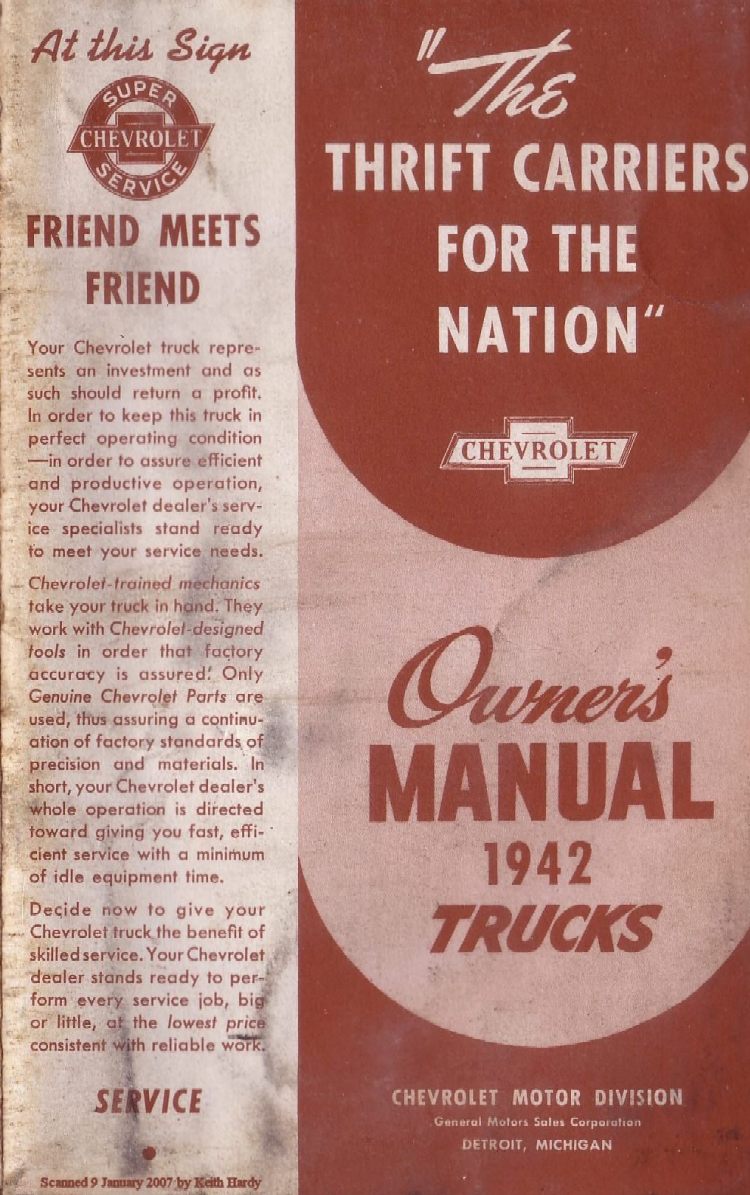 At this Sign
SUPER
CHEVROLET
SERVICE
FRIEND MEETS
FRIEND
Your Chevrolet truck repre-
sents an investment and as
such should return a profit.
In order to keep this truck in
perfect operating condition
—in order to assure efficient
and productive operation,
your Chevrolet dealer's serv-
ice specialists stand ready
to meet your service needs.
Chevrolet-trained mechanics
take your truck in hand. They
work with Chevrolet-designed
tools in order that factory
accuracy is assured. Only
Genuine Chevrolet Parts are
used, thus assuring a continu-
ation of factory standards of
precision and materials. In
short, your Chevrolet dealer's
whole operation is directed
toward giving you fast, effi-
cient service with a minimum
of idle equipment time.
Decide now to give your
Chevrolet truck the benefit of
skilled service. Your Chevrolet
dealer stands ready to per-
form every service job, big
or little, at the lowest price
consistent with reliable work.
SERVICE
Scanned 9 January 2007 by Keith Hardy
"The
THRIFT CARRIERS
FOR THE
NATION"
CHEVROLET
Owner's
MANUAL
1942
TRUCKS
CHEVROLET MOTOR DIVISION
General Motors Sales Corporation
DETROIT, MICHIGAN